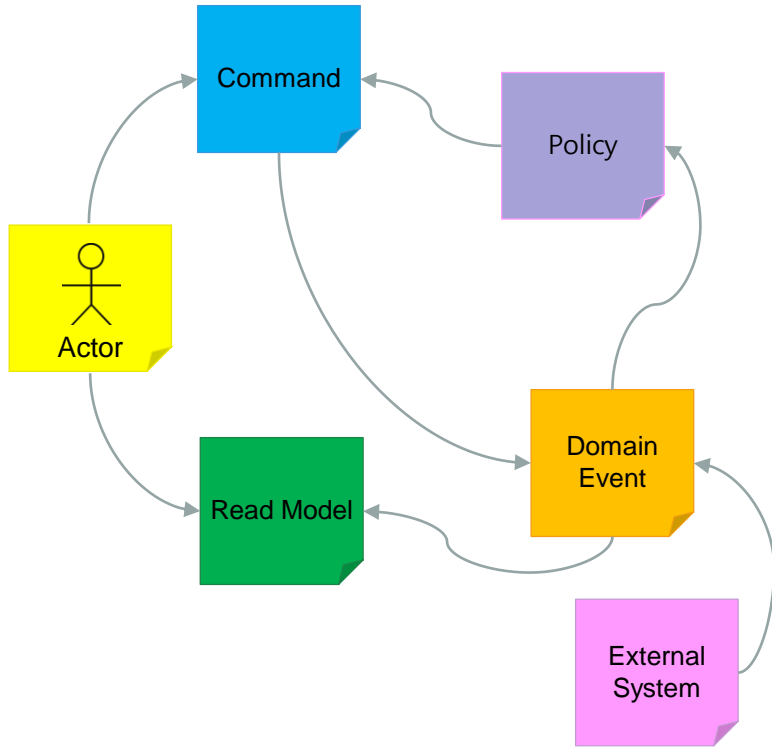 Command
Policy
Actor
Domain
Event
Read Model
External
System